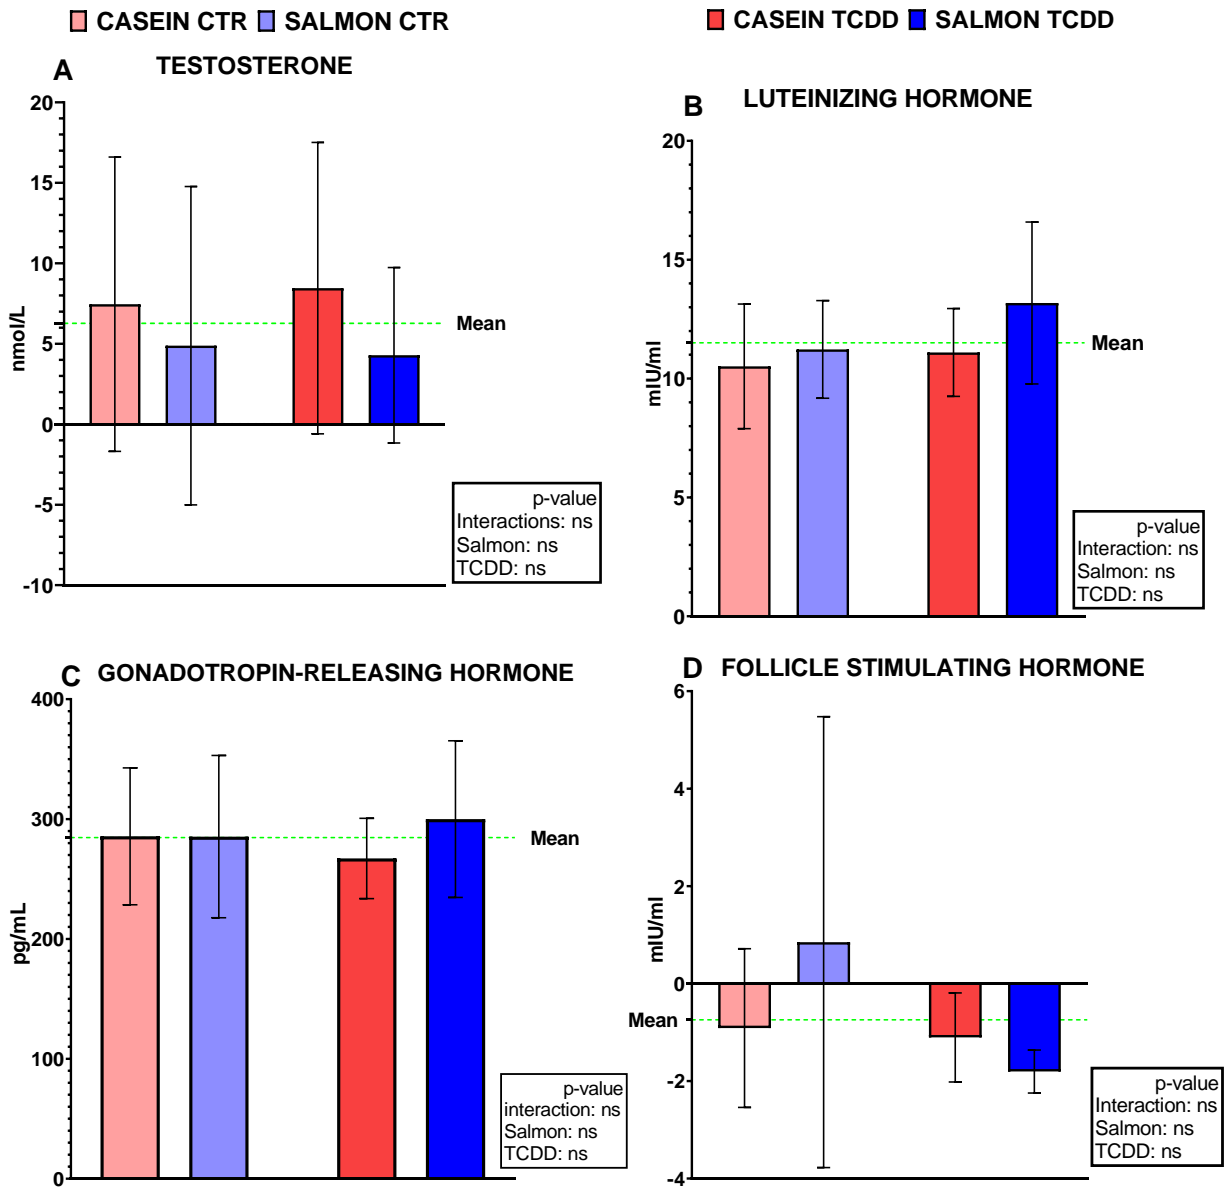 CASEIN CTR SALMON CTR
CASEIN TCDD SALMON TCDD
A TESTOSTERONE
20
15
10
5
0
-5
-10
nmol/L
Mean
p-value
Interactions: ns
Salmon: ns
TCDD: ns
B LUTEINIZING HORMONE
20
15
10
5
0
mIU/ml
Mean
p-value
Interaction: ns
Salmon: ns
TCDD: ns
C GONADOTROPIN-RELEASING HORMONE
400
300
200
100
0
pg/mL
Mean
p-value
interaction: ns
Salmon: ns
TCDD: ns
D FOLLICLE STIMULATING HORMONE
6
4
2
0
-2
-4
mIU/ml
Mean
p-value
Interaction: ns
Salmon: ns
TCDD: ns